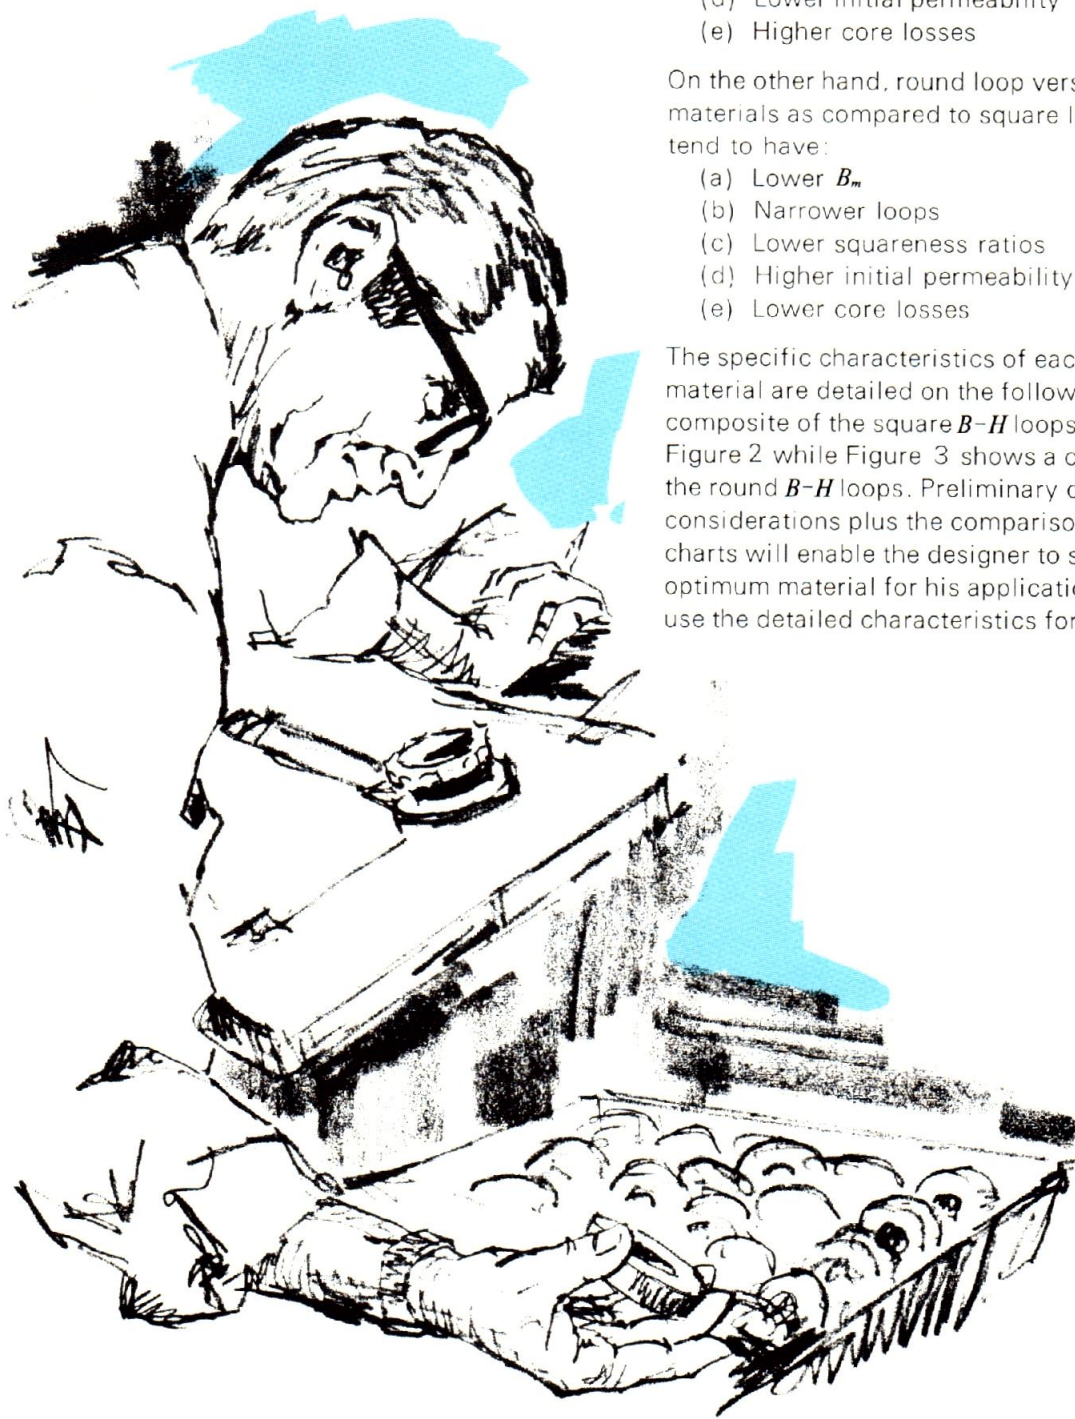 (d) Lower initial permeability
(e) Higher core losses
On the other hand, round loop vers
materials as compared to square l
tend to have:
(a) Lower Bₘ
(b) Narrower loops
(c) Lower squareness ratios
(d) Higher initial permeability
(e) Lower core losses
The specific characteristics of eac
material are detailed on the follow
composite of the square B-H loops
Figure 2 while Figure 3 shows a c
the round B-H loops. Preliminary
considerations plus the compariso
charts will enable the designer to s
optimum material for his applicatio
use the detailed characteristics for